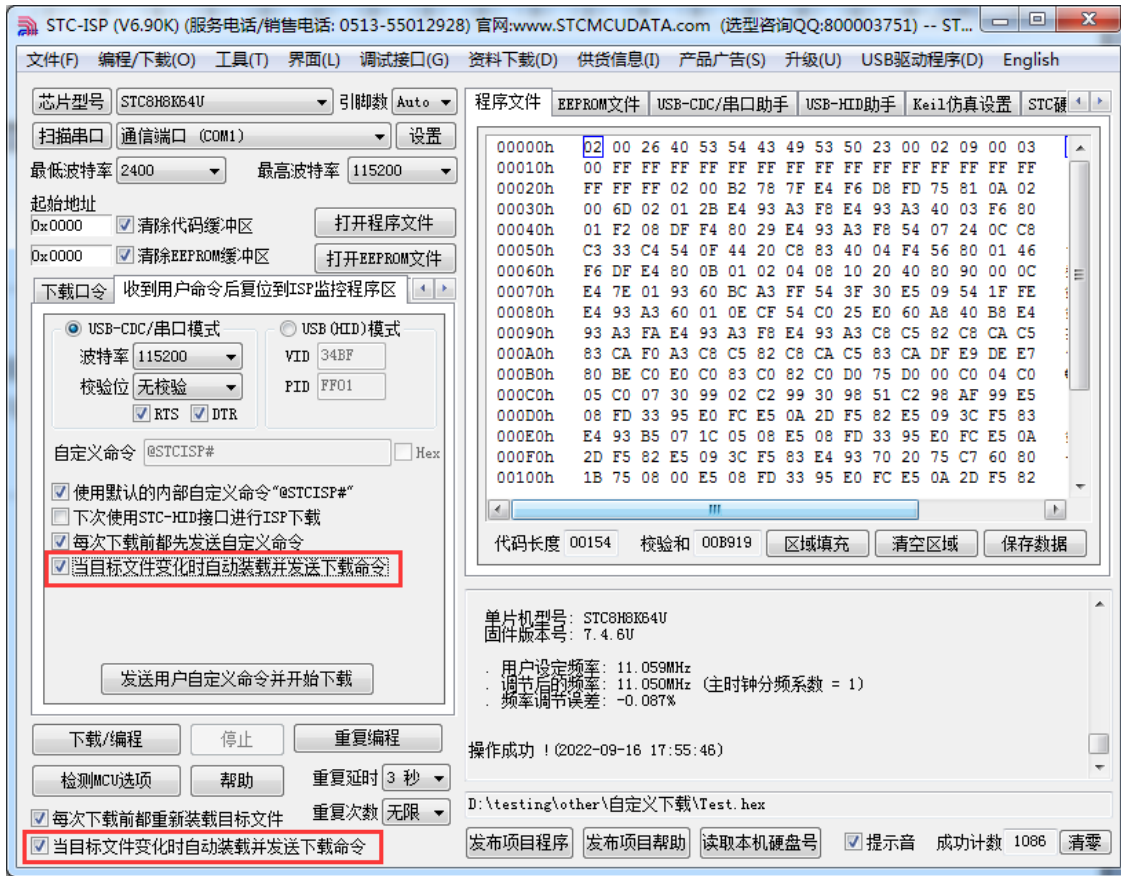 STC-ISP (V6.90K) (服务电话/销售电话: 0513-55012928) 官网:www.STCMCUDATA.com (选型咨询QQ:800003751) -- ST...
文件(F) 编程/下载(O) 工具(T) 界面(L) 调试接口(G) 资料下载(D) 供货信息(I) 产品广告(S) 升级(U) USB驱动程序(D) English
芯片型号 STC8H8K64U 引脚数 Auto
扫描串口 通信端口 (COM1) 设置
最低波特率 2400 最高波特率 115200
起始地址
0x0000 清除代码缓冲区 打开程序文件
0x0000 清除EEPROM缓冲区 打开EEPROM文件
下载口令 收到用户命令后复位到ISP监控程序区
USB-CDC/串口模式 USB(HID)模式
波特率 115200 VID 34BF
校验位 无校验 PID FF01
RTS DTR
自定义命令 @STCISP# Hex
使用默认的内部自定义命令"@STCISP#"
下次使用STC-HID接口进行ISP下载
每次下载前都先发送自定义命令
当目标文件变化时自动装载并发送下载命令
发送用户自定义命令并开始下载
下载/编程 停止 重复编程
检测MCU选项 帮助 重复延时 3 秒
每次下载前都重新装载目标文件 重复次数 无限
当目标文件变化时自动装载并发送下载命令
程序文件 EEPROM文件 USB-CDC/串口助手 USB-HID助手 Keil仿真设置 STC硬
00000h 02 00 26 40 53 54 43 49 53 50 23 00 02 09 00 03
00010h 00 FF FF FF FF FF FF FF FF FF FF FF FF FF FF FF
00020h FF FF FF 02 00 B2 78 7F E4 F6 D8 FD 75 81 0A 02
00030h 00 6D 02 01 2B E4 93 A3 F8 E4 93 A3 40 03 F6 80
00040h 01 F2 08 DF F4 80 29 E4 93 A3 F8 54 07 24 0C C8
00050h C3 33 C4 54 0F 44 20 C8 83 40 04 F4 56 80 01 46
00060h F6 DF E4 80 0B 01 02 04 08 10 20 40 80 90 00 0C
00070h E4 7E 01 93 60 BC A3 FF 54 3F 30 E5 09 54 1F FE
00080h E4 93 A3 60 01 0E CF 54 C0 25 E0 60 A8 40 B8 E4
00090h 93 A3 FA E4 93 A3 F8 E4 93 A3 C8 C5 82 C8 CA C5
000A0h 83 CA F0 A3 C8 C5 82 C8 CA C5 83 CA DF E9 DE E7
000B0h 80 BE C0 E0 C0 83 C0 82 C0 D0 75 D0 00 C0 04 C0
000C0h 05 C0 07 30 99 02 C2 99 30 98 51 C2 98 AF 99 E5
000D0h 08 FD 33 95 E0 FC E5 0A 2D F5 82 E5 09 3C F5 83
000E0h E4 93 B5 07 1C 05 08 E5 08 FD 33 95 E0 FC E5 0A
000F0h 2D F5 82 E5 09 3C F5 83 E4 93 70 20 75 C7 60 80
00100h 1B 75 08 00 E5 08 FD 33 95 E0 FC E5 0A 2D F5 82
代码长度 00154 校验和 00B919 区域填充 清空区域 保存数据
单片机型号: STC8H8K64U
固件版本号: 7.4.6U
. 用户设定频率: 11.059MHz
. 调节后的频率: 11.050MHz (主时钟分频系数 = 1)
. 频率调节误差: -0.087%
操作成功 !(2022-09-16 17:55:46)
D:\testing\other\自定义下载\Test.hex
发布项目程序 发布项目帮助 读取本机硬盘号 提示音 成功计数 1086 清零